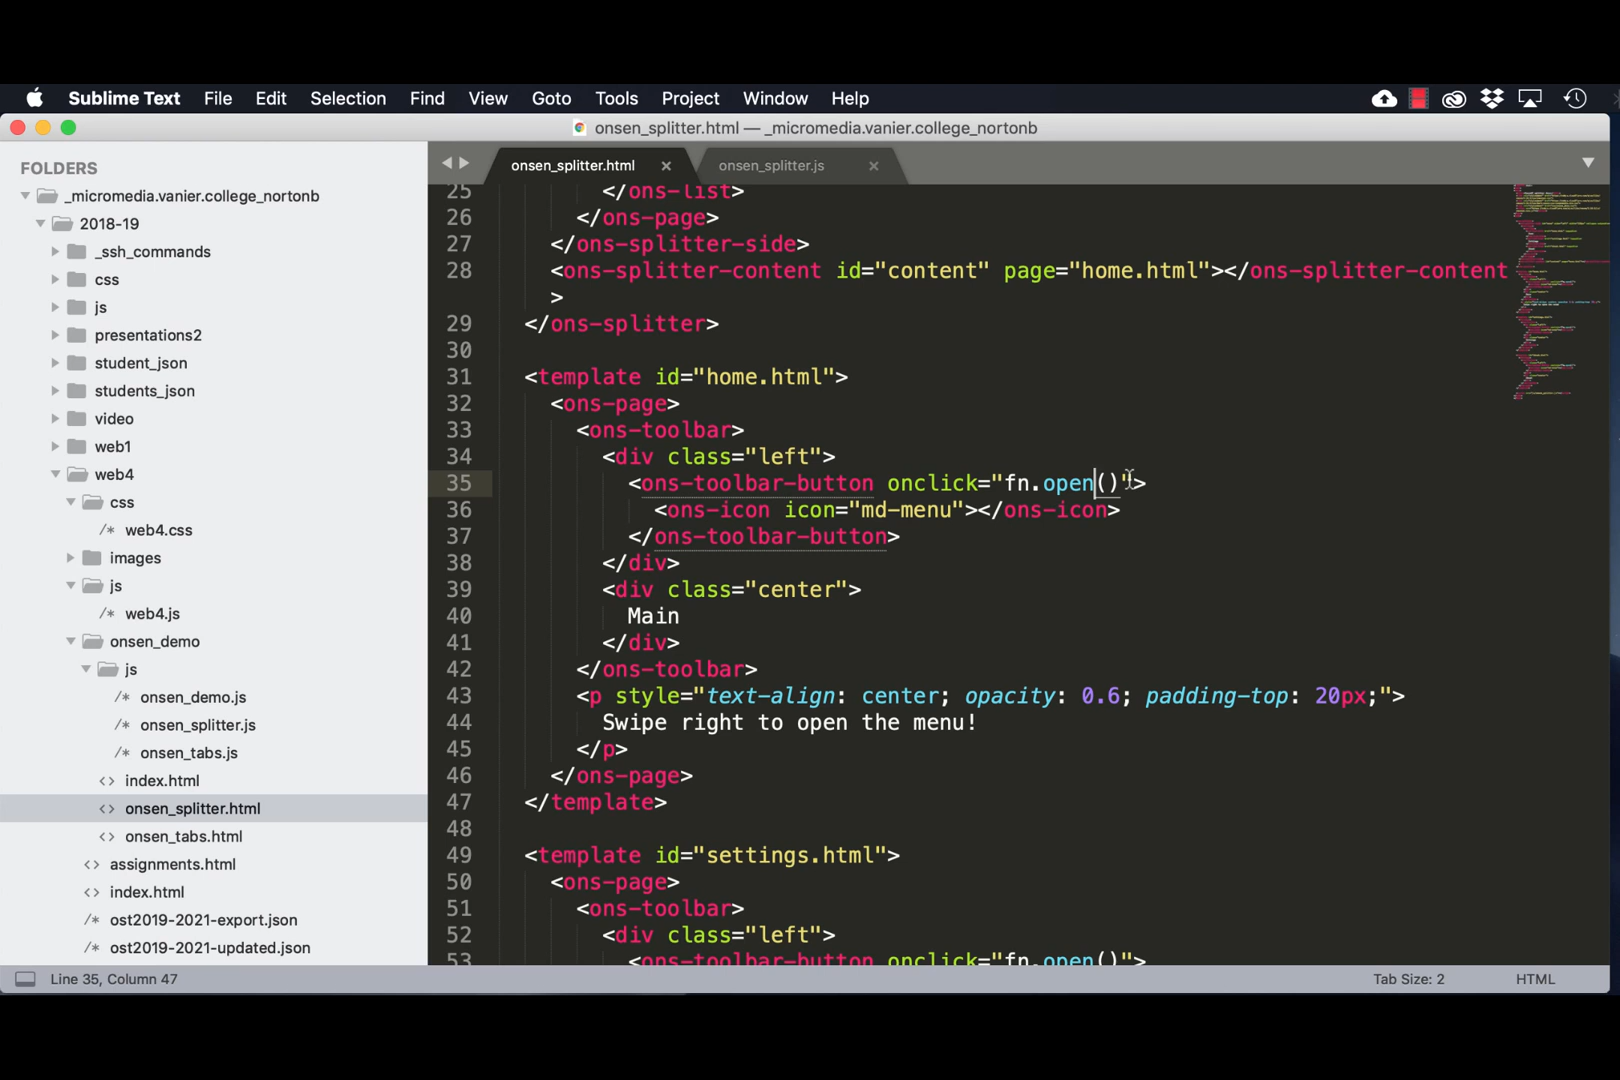 Sublime Text File Edit Selection Find View Goto Tools Project Window Help
onsen_splitter.html — _micromedia.vanier.college_nortonb
FOLDERS
_micromedia.vanier.college_nortonb
2018-19
_ssh_commands
css
js
presentations2
student_json
students_json
video
web1
web4
css
/* web4.css
images
js
/* web4.js
onsen_demo
js
/* onsen_demo.js
/* onsen_splitter.js
/* onsen_tabs.js
<> index.html
<> onsen_splitter.html
<> onsen_tabs.html
<> assignments.html
<> index.html
/* ost2019-2021-export.json
/* ost2019-2021-updated.json
onsen_splitter.html × onsen_splitter.js ×
25 </ons-list>
26 </ons-page>
27 </ons-splitter-side>
28 <ons-splitter-content id="content" page="home.html"></ons-splitter-content
>
29 </ons-splitter>
30
31 <template id="home.html">
32 <ons-page>
33 <ons-toolbar>
34 <div class="left">
35 <ons-toolbar-button onclick="fn.open()">
36 <ons-icon icon="md-menu"></ons-icon>
37 </ons-toolbar-button>
38 </div>
39 <div class="center">
40 Main
41 </div>
42 </ons-toolbar>
43 <p style="text-align: center; opacity: 0.6; padding-top: 20px;">
44 Swipe right to open the menu!
45 </p>
46 </ons-page>
47 </template>
48
49 <template id="settings.html">
50 <ons-page>
51 <ons-toolbar>
52 <div class="left">
53 <ons-toolbar-button onclick="fn.open()">
Line 35, Column 47 Tab Size: 2 HTML